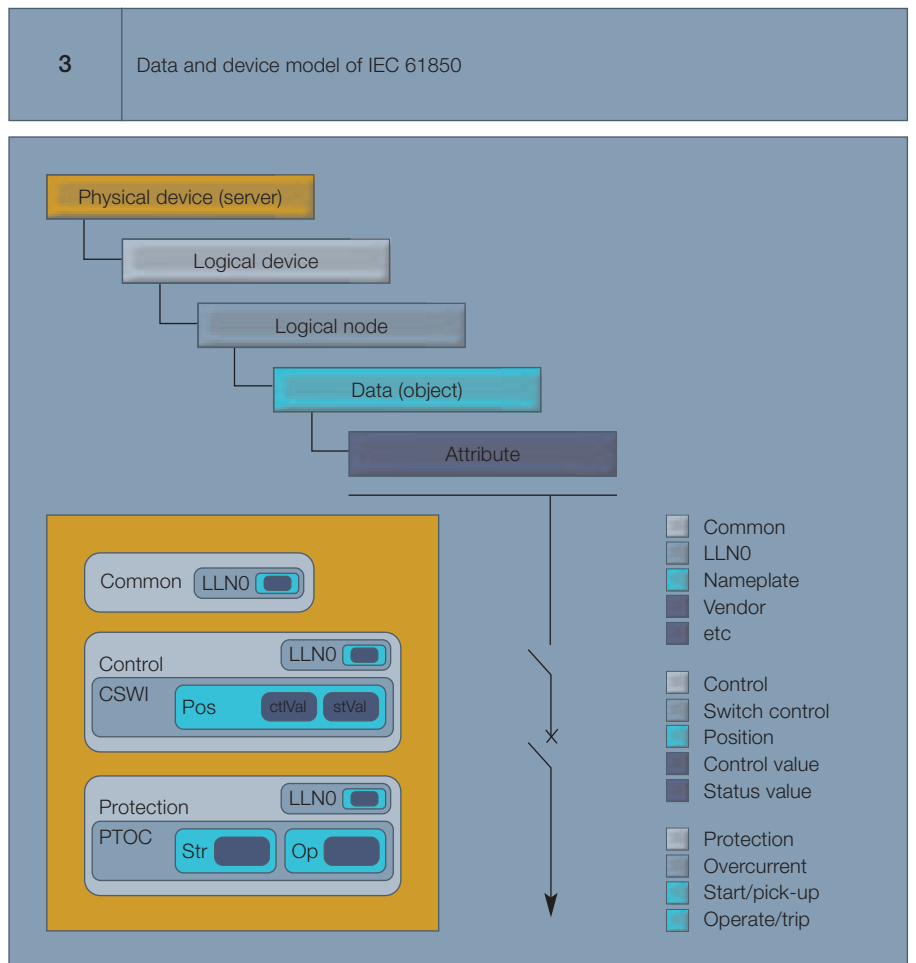 3
Data and device model of IEC 61850
Physical device (server)
Logical device
Logical node
Data (object)
Attribute
Common
LLN0
Control
LLN0
CSWI
Pos
ctlVal
stVal
Protection
LLN0
PTOC
Str
Op
Common
LLN0
Nameplate
Vendor
etc
Control
Switch control
Position
Control value
Status value
Protection
Overcurrent
Start/pick-up
Operate/trip